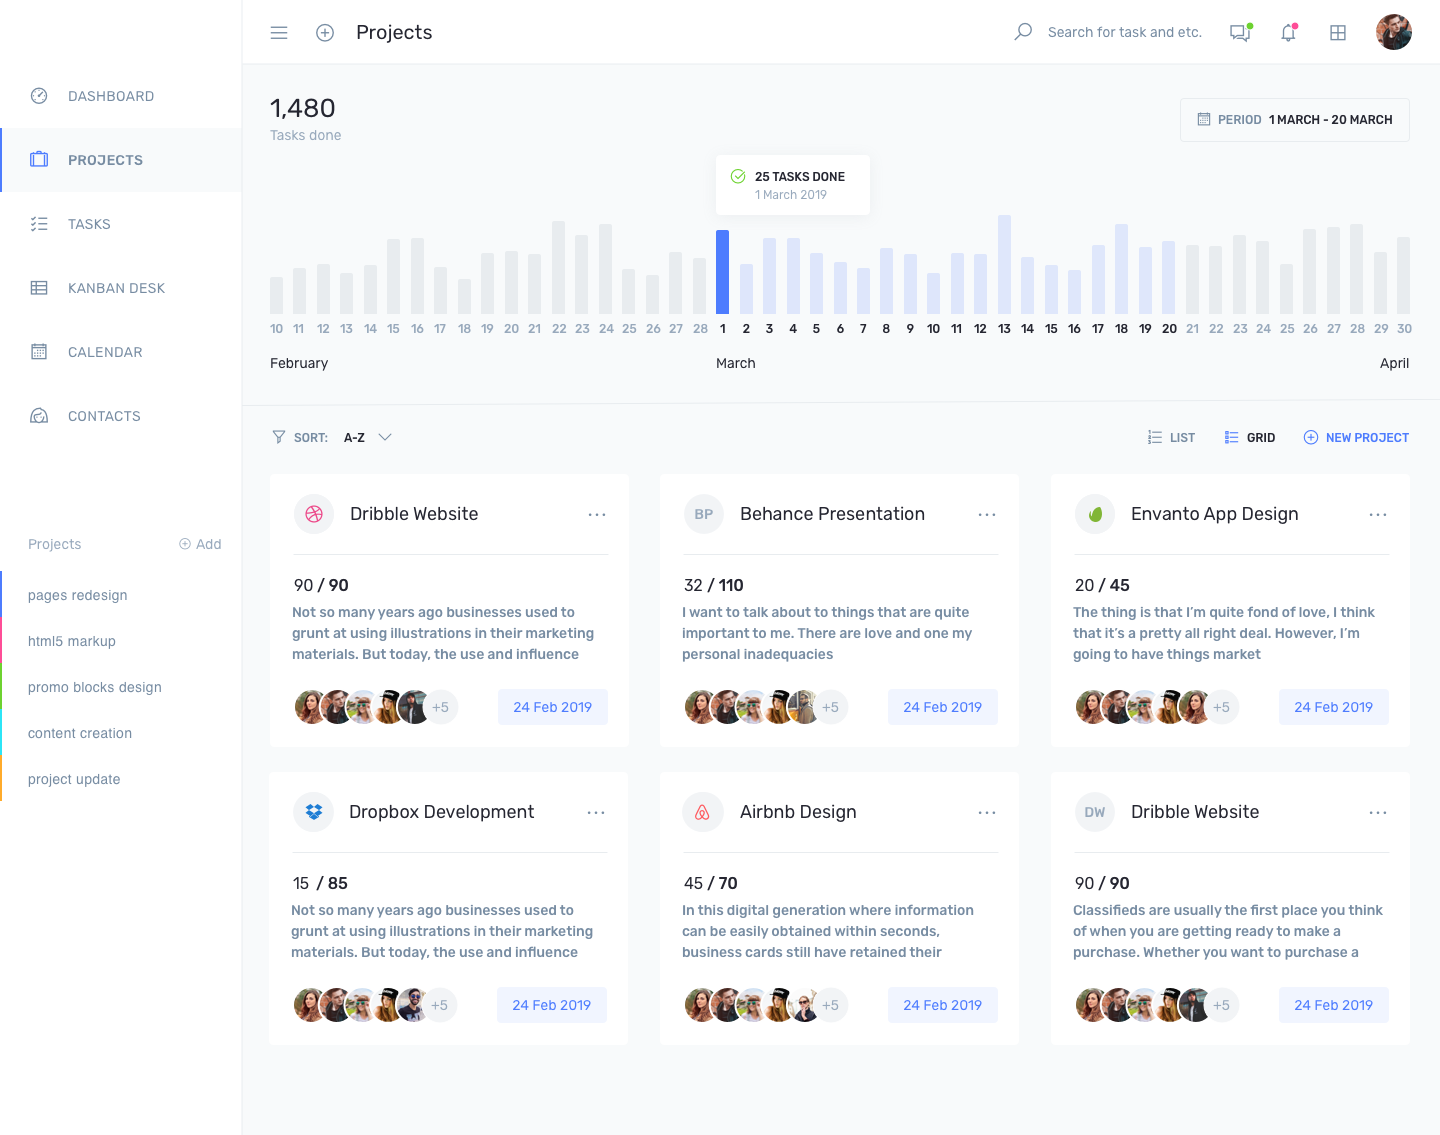 Projects
Search for task and etc.
DASHBOARD
PROJECTS
TASKS
KANBAN DESK
CALENDAR
CONTACTS
Projects
Add
pages redesign
html5 markup
promo blocks design
content creation
project update
1,480
Tasks done
PERIOD 1 MARCH - 20 MARCH
25 TASKS DONE
1 March 2019
10 11 12 13 14 15 16 17 18 19 20 21 22 23 24 25 26 27 28 1 2 3 4 5 6 7 8 9 10 11 12 13 14 15 16 17 18 19 20 21 22 23 24 25 26 27 28 29 30
February March April
SORT: A-Z
LIST GRID NEW PROJECT
Dribble Website
90 / 90
Not so many years ago businesses used to
grunt at using illustrations in their marketing
materials. But today, the use and influence
+5
24 Feb 2019
BP
Behance Presentation
32 / 110
I want to talk about to things that are quite
important to me. There are love and one my
personal inadequacies
+5
24 Feb 2019
Envanto App Design
20 / 45
The thing is that I’m quite fond of love, I think
that it’s a pretty all right deal. However, I’m
going to have things market
+5
24 Feb 2019
Dropbox Development
15 / 85
Not so many years ago businesses used to
grunt at using illustrations in their marketing
materials. But today, the use and influence
+5
24 Feb 2019
Airbnb Design
45 / 70
In this digital generation where information
can be easily obtained within seconds,
business cards still have retained their
+5
24 Feb 2019
DW
Dribble Website
90 / 90
Classifieds are usually the first place you think
of when you are getting ready to make a
purchase. Whether you want to purchase a
+5
24 Feb 2019